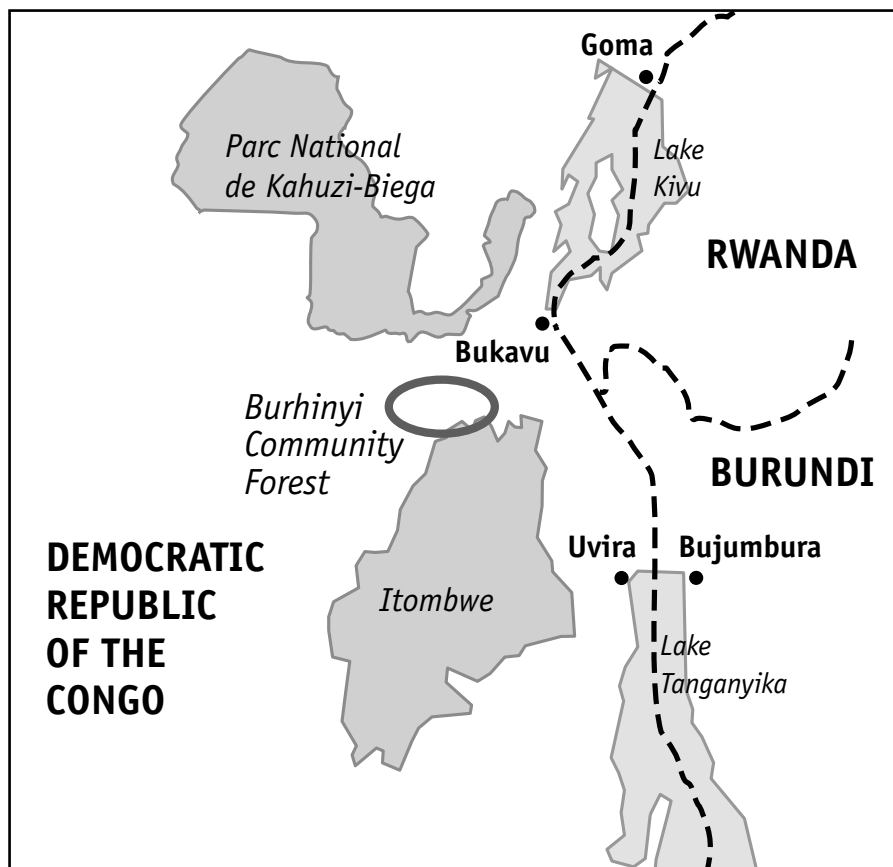 Goma
Parc National
de Kahuzi-Biega
Lake
Kivu
RWANDA
Bukavu
Burhinyi
Community
Forest
BURUNDI
DEMOCRATIC
REPUBLIC
OF THE
CONGO
Uvira
Bujumbura
Itombwe
Lake
Tanganyika